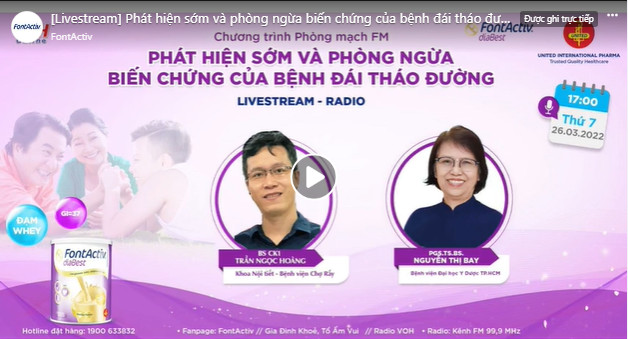 [Livestream] Phát hiện sớm và phòng ngừa biến chứng của bệnh đái tháo đư...
Được ghi trực tiếp
FontActiv
FontActiv
Chương trình Phòng mạch FM
FontActiv
diaBest
UNITED INTERNATIONAL PHARMA
Trusted Quality Healthcare
PHÁT HIỆN SỚM VÀ PHÒNG NGỪA
BIẾN CHỨNG CỦA BỆNH ĐÁI THÁO ĐƯỜNG
LIVESTREAM - RADIO
17:00
Thứ 7
26.03.2022
ĐẠM
WHEY
GI:27
FontActiv
diaBest
BS CK1
TRẦN NGỌC HOÀNG
Khoa Nội tiết - Bệnh viện Chợ Rẫy
PGS.TS.BS.
NGUYỄN THỊ BAY
Bệnh viện Đại học Y Dược TP.HCM
Hotline đặt hàng: 1900 633832
• Fanpage: FontActiv // Gia Đình Khoẻ, Tổ Ấm Vui // Radio VOH • Radio: Kênh FM 99,9 MHz